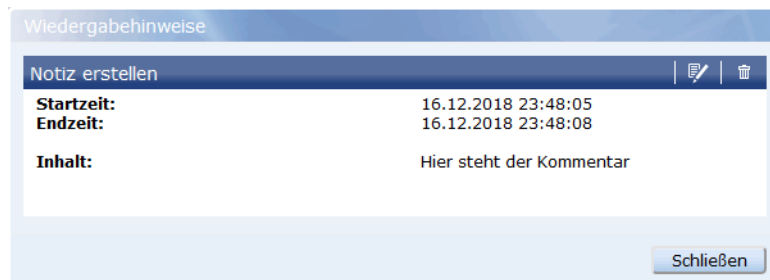 Wiedergabehinweise
Notiz erstellen
Startzeit: 16.12.2018 23:48:05
Endzeit: 16.12.2018 23:48:08
Inhalt: Hier steht der Kommentar
Schließen